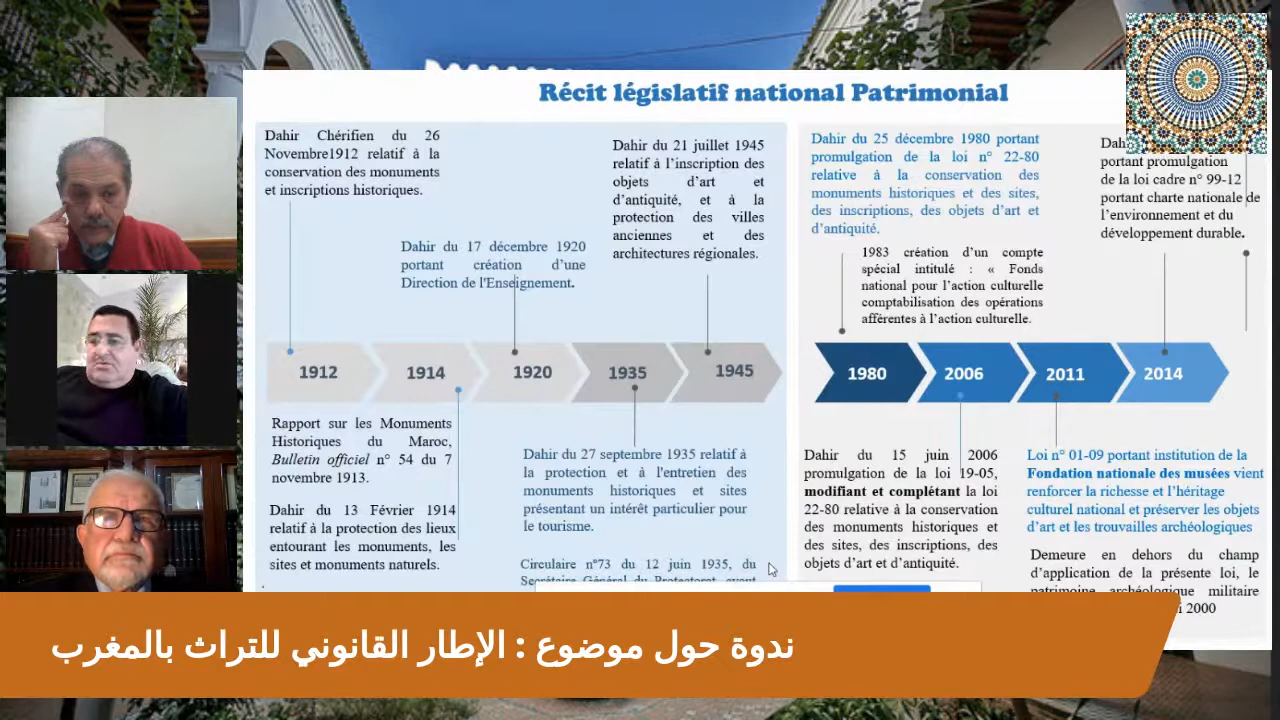 Récit législatif national Patrimonial
Dahir Chérifien du 26
Novembre1912 relatif à la
conservation des monuments
et inscriptions historiques.
Dahir du 17 décembre 1920
portant création d'une
Direction de l'Enseignement.
Dahir du 21 juillet 1945
relatif à l'inscription des
objets d'art et
d'antiquité, et à la
protection des villes
anciennes et des
architectures régionales.
1912
1914
1920
1935
1945
Rapport sur les Monuments
Historiques du Maroc,
Bulletin officiel n° 54 du 7
novembre 1913.
Dahir du 13 Février 1914
relatif à la protection des lieux
entourant les monuments, les
sites et monuments naturels.
Dahir du 27 septembre 1935 relatif à
la protection et à l'entretien des
monuments historiques et sites
présentant un intérêt particulier pour
le tourisme.
Circulaire n°73 du 12 juin 1935, du
Secrétaire Général du Protectorat, ayant
Dahir du 25 décembre 1980 portant
promulgation de la loi n° 22-80
relative à la conservation des
monuments historiques et des sites,
des inscriptions, des objets d'art et
d'antiquité.
1983 création d'un compte
spécial intitulé : « Fonds
national pour l'action culturelle
comptabilisation des opérations
afférentes à l'action culturelle.
portant promulgation
de la loi cadre n° 99-12
portant charte nationale de
l'environnement et du
développement durable.
1980
2006
2011
2014
Dahir du 15 juin 2006
promulgation de la loi 19-05,
modifiant et complétant la loi
22-80 relative à la conservation
des monuments historiques et
des sites, des inscriptions, des
objets d'art et d'antiquité.
Loi n° 01-09 portant institution de la
Fondation nationale des musées vient
renforcer la richesse et l'héritage
culturel national et préserver les objets
d'art et les trouvailles archéologiques
Demeure en dehors du champ
d'application de la présente loi, le
patrimoine archéologique militaire
2000
ندوة حول موضوع : الإطار القانوني للتراث بالمغرب